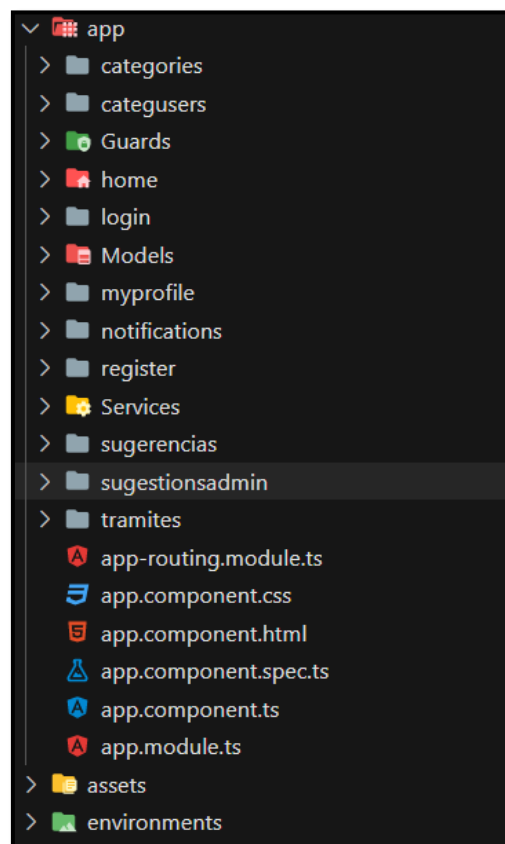 app
categories
categusers
Guards
home
login
Models
myprofile
notifications
register
Services
sugerencias
sugestionsadmin
tramites
app-routing.module.ts
app.component.css
app.component.html
app.component.spec.ts
app.component.ts
app.module.ts
assets
environments